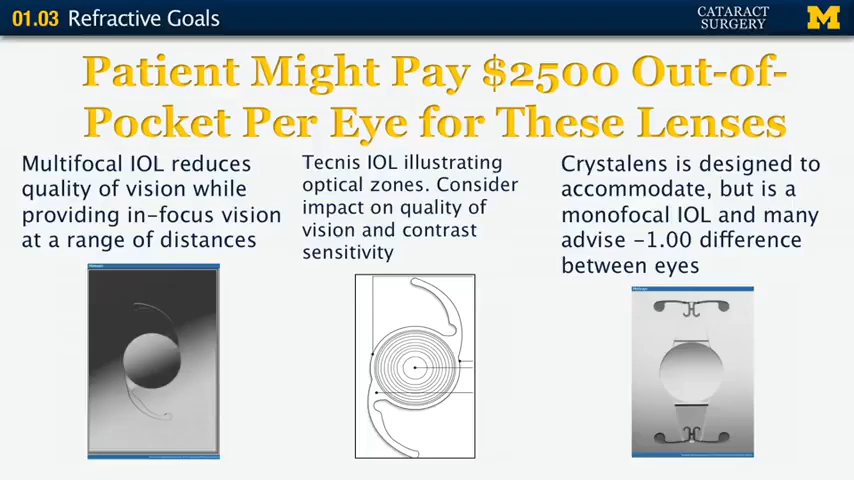 01.03 Refractive Goals
CATARACT
SURGERY
M
Patient Might Pay $2500 Out-of-
Pocket Per Eye for These Lenses
Multifocal IOL reduces
quality of vision while
providing in-focus vision
at a range of distances
Tecnis IOL illustrating
optical zones. Consider
impact on quality of
vision and contrast
sensitivity
Crystalens is designed to
accommodate, but is a
monofocal IOL and many
advise -1.00 difference
between eyes